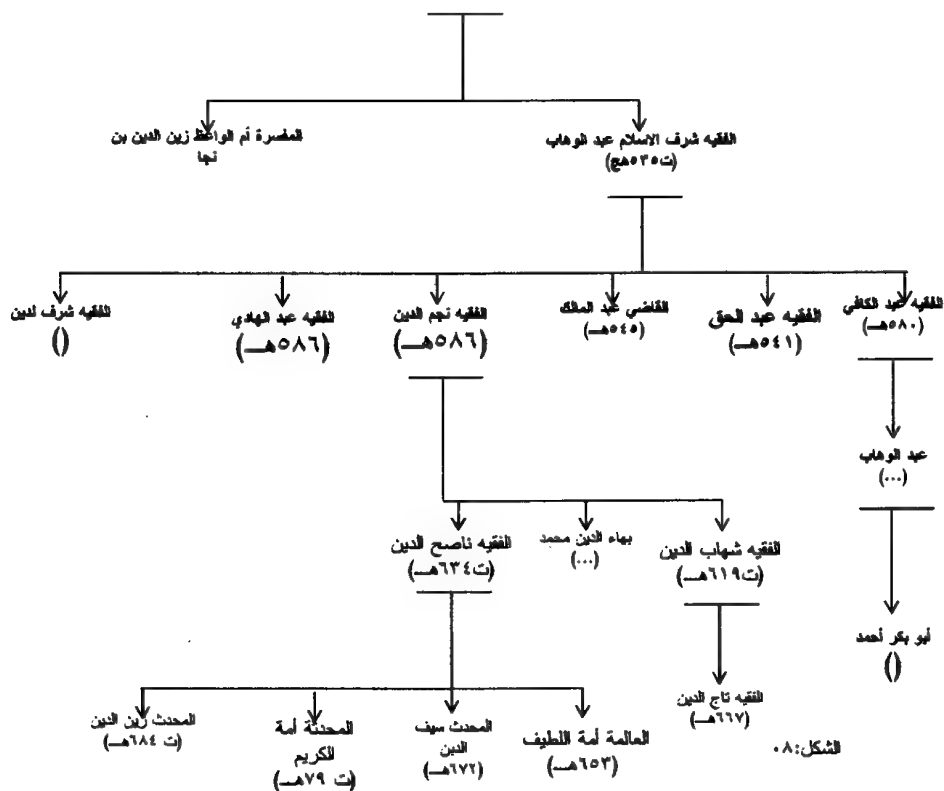 الفقيه شرف الاسلام عبد الوهاب
(ت٥٣٥هج)
المفسرة أم الواعظ زين الدين بن
نجا
الفقيه عبد الكافي
(٥٨٠هـ)
الفقيه عبد الحق
(٥٤١هـ)
القاضي عبد المالك
(٥٤٥هـ)
الفقيه نجم الدين
(٥٨٦هـ)
الفقيه عبد الهادي
(٥٨٦هـ)
الفقيه شرف لدين
()
عبد الوهاب
(...)
الفقيه شهاب الدين
(ت٦١٩هـ)
بهاء الدين محمد
(...)
الفقيه ناصح الدين
(ت٦٣٤هـ)
أبو بكر أحمد
()
الفقيه تاج الدين
(٦٦٧هـ)
العالمة أمة اللطيف
(٦٥٣هـ)
المحدث سيف
الدين
(٦٧٢هـ)
المحدثة أمة
الكريم
(ت ٧٩هـ)
المحدث زين الدين
(ت ٦٨٤هـ)
الشكل:٠٨